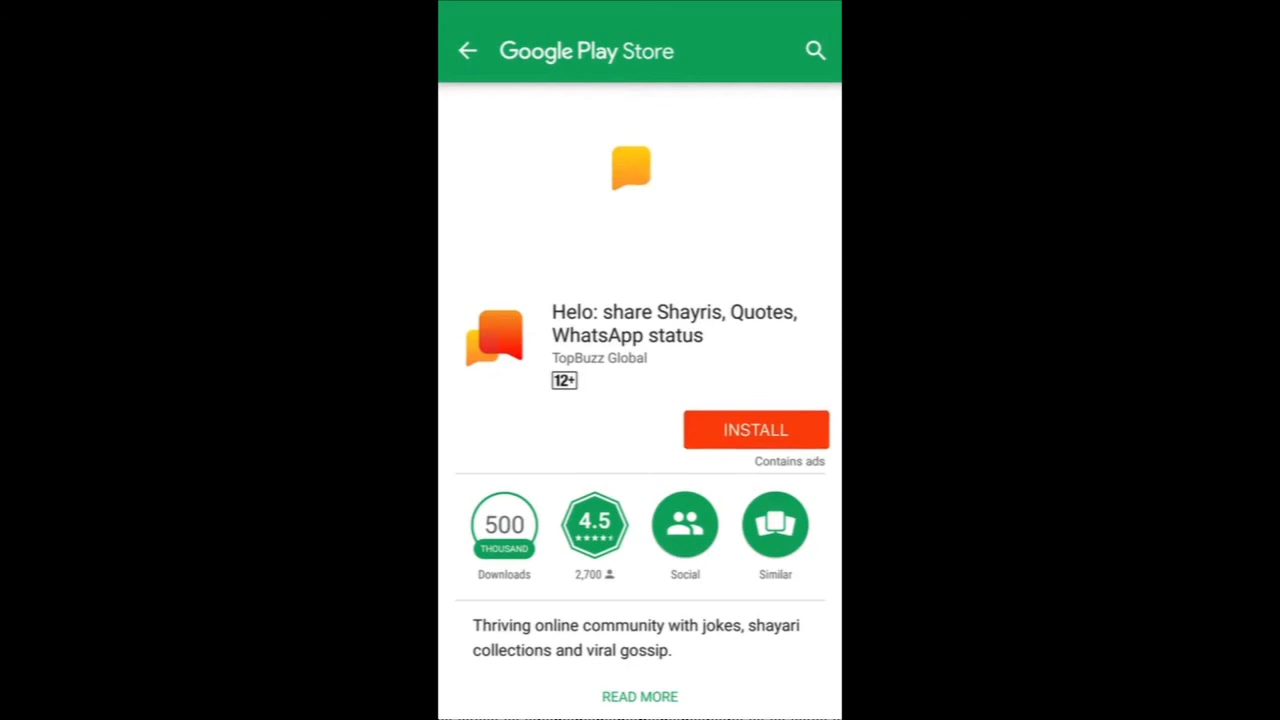 Google Play Store
Helo: share Shayris, Quotes,
WhatsApp status
TopBuzz Global
12+
INSTALL
Contains ads
500
THOUSAND
Downloads
4.5
2,700
Social
Similar
Thriving online community with jokes, shayari
collections and viral gossip.
READ MORE